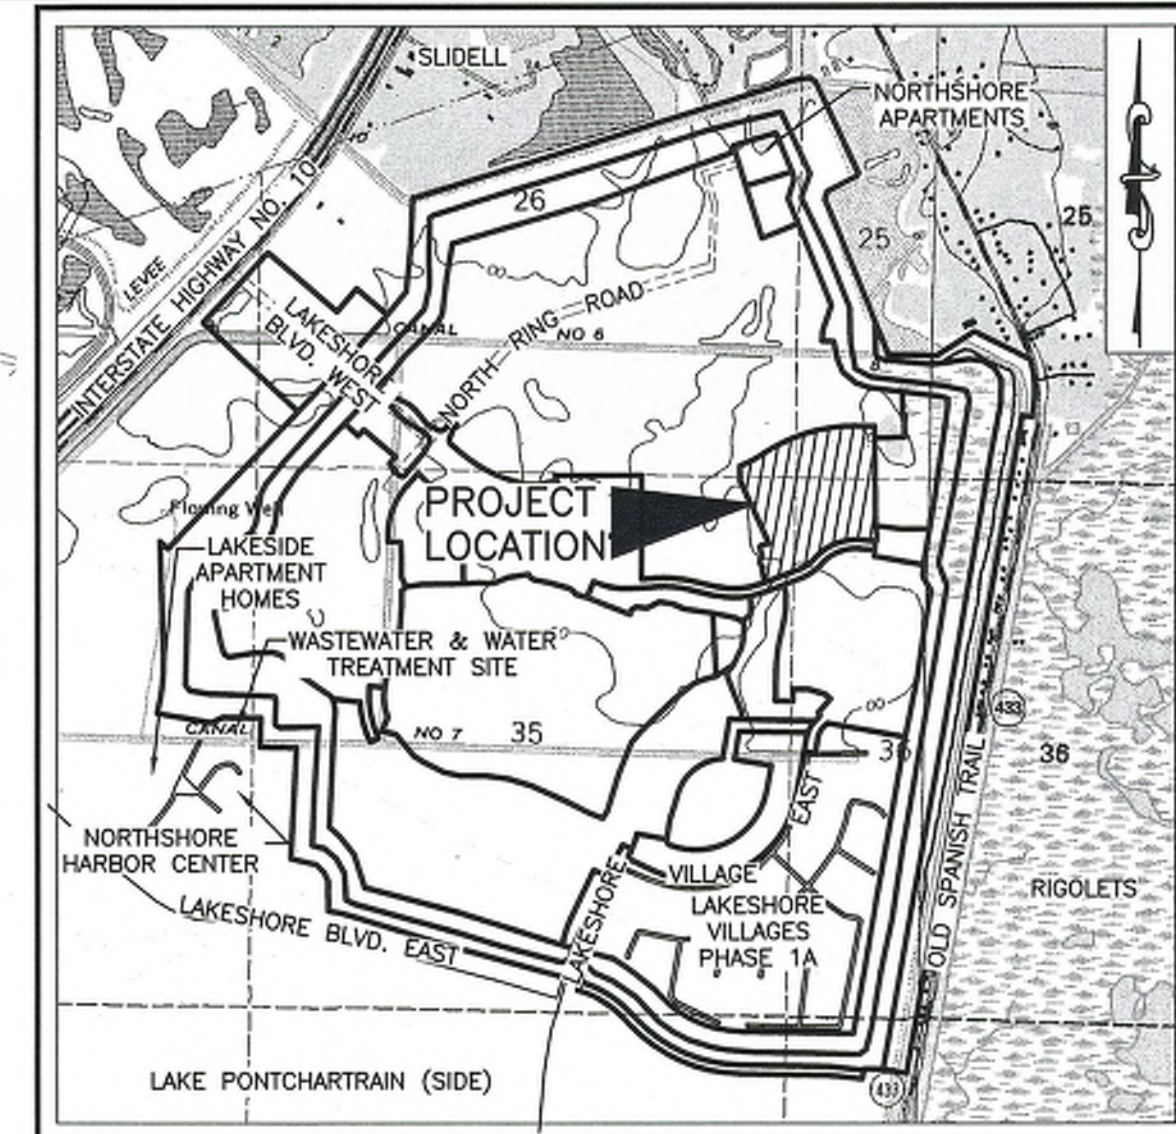 SLIDELL
NORTHSHORE
APARTMENTS
26
25
25
INTERSTATE HIGHWAY NO. 10
LEVEE
LAKESHORE
BLVD. WEST
CANAL
NO 6
NORTH RING ROAD
PROJECT
LOCATION
Flowing Well
LAKESIDE
APARTMENT
HOMES
WASTEWATER & WATER
TREATMENT SITE
CANAL
NO 7
35
36
36
433
NORTHSHORE
HARBOR CENTER
LAKESHORE BLVD. EAST
LAKESHORE
VILLAGE
EAST
LAKESHORE
VILLAGES
PHASE 1A
OLD SPANISH TRAIL
RIGOLETS
LAKE PONTCHARTRAIN (SIDE)
433